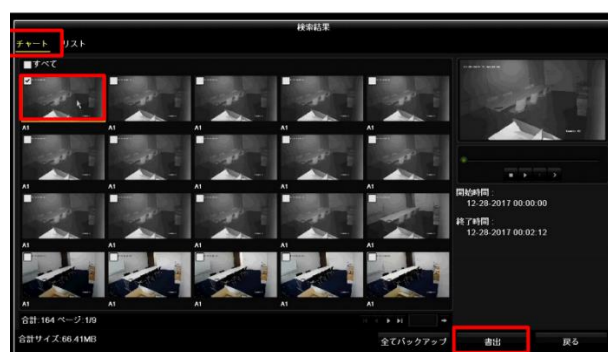 検索結果
チャート リスト
すべて
A1 A1 A1 A1 A1
A1 A1 A1 A1 A1
A1 A1 A1 A1 A1
A1 A1 A1 A1 A1
開始時間 :
12-28-2017 00:00:00
終了時間 :
12-28-2017 00:02:12
合計:164 ページ:1/9
合計サイズ:66.41MB
全てバックアップ 書出 戻る